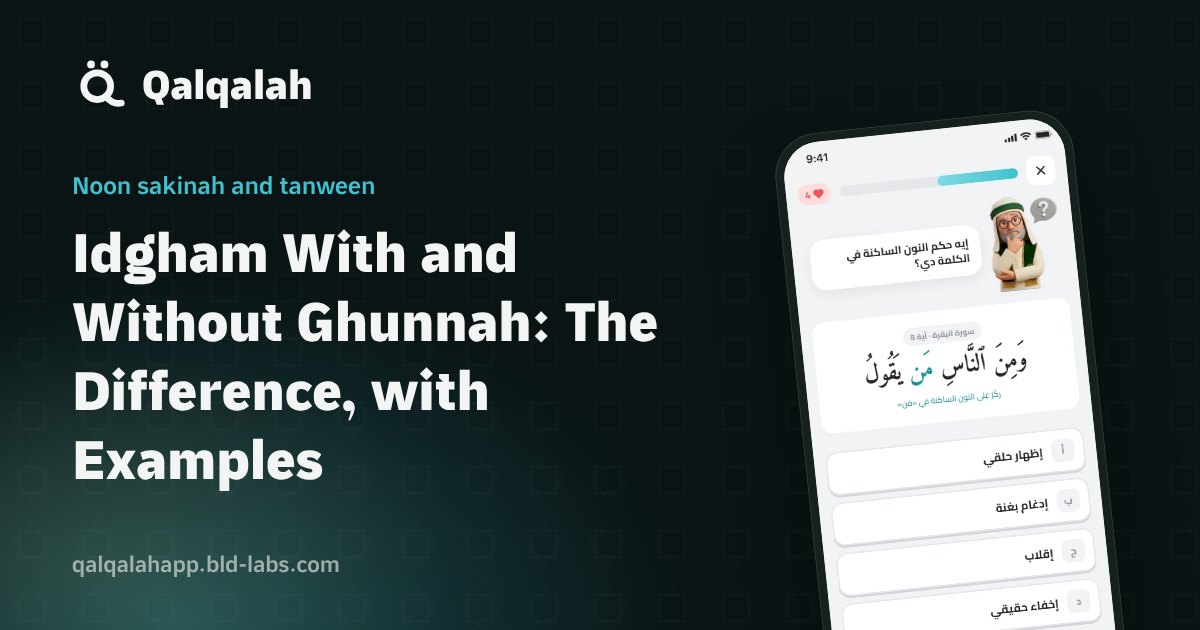 Qalqalah
Noon sakinah and tanween
Idgham With and
Without Ghunnah: The
Difference, with
Examples
qalqalahapp.bld-labs.com
9:41
4
?
إيه حكم النون الساكنة في
الكلمة دي؟
سورة البقرة · آية 8
وَمِنَ ٱلنَّاسِ مَن يَقُولُ
ركّز على النون الساكنة في «مَن»
أ إظهار حلقي
ب إدغام بغنة
ج إقلاب
د إخفاء حقيقي